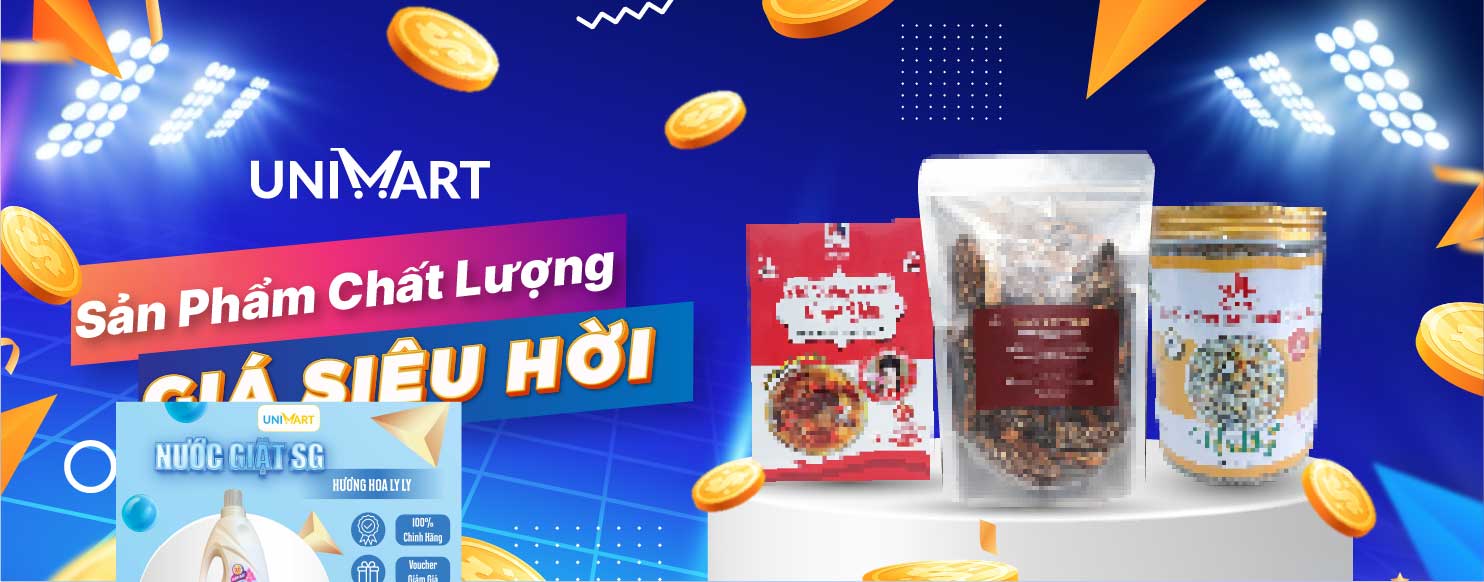 UNIMART
Sản Phẩm Chất Lượng
GIÁ SIÊU HỜI
UNIMART
NƯỚC GIẶT SG
HƯƠNG HOA LY LY
100%
Chính Hãng
Voucher
Giảm Giá